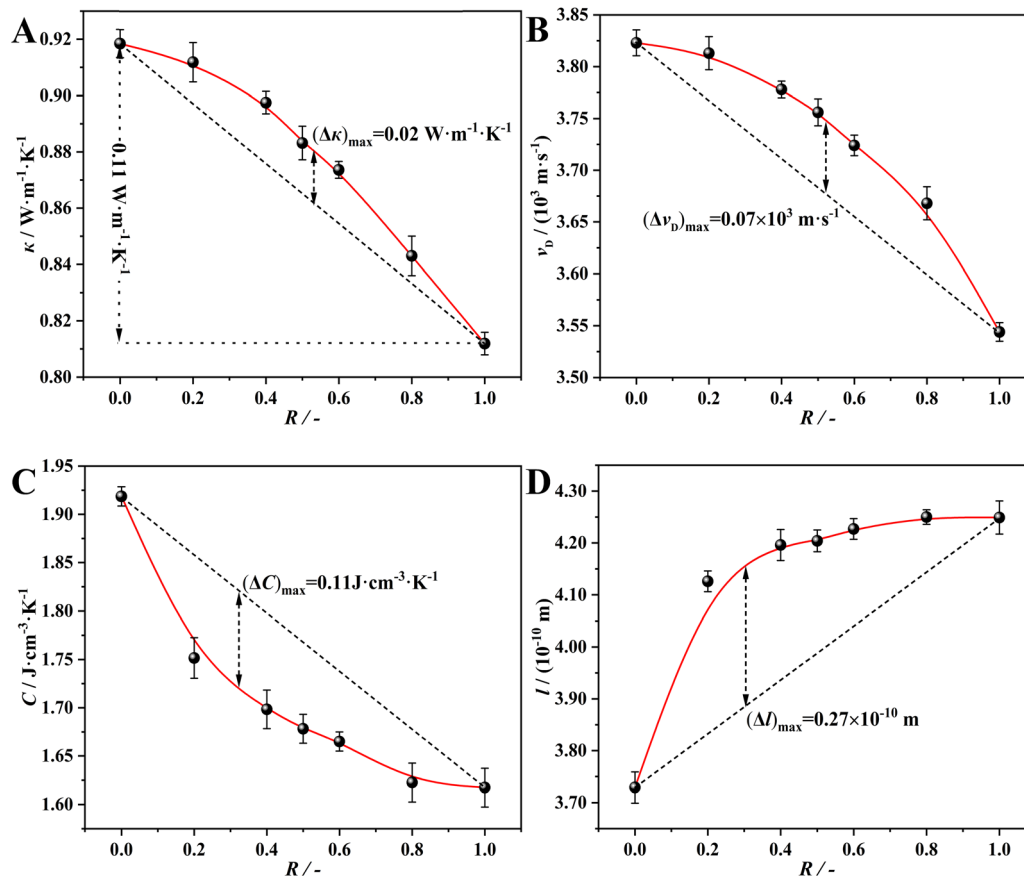 A
κ / W·m⁻¹·K⁻¹
0.92
0.90
0.88
0.86
0.84
0.82
0.80
0.11 W·m⁻¹·K⁻¹
(Δκ)max=0.02 W·m⁻¹·K⁻¹
0.0 0.2 0.4 0.6 0.8 1.0
R / -
B
vD / (10³ m·s⁻¹)
3.85
3.80
3.75
3.70
3.65
3.60
3.55
3.50
(ΔvD)max=0.07×10³ m·s⁻¹
0.0 0.2 0.4 0.6 0.8 1.0
R / -
C
C / J·cm⁻³·K⁻¹
1.95
1.90
1.85
1.80
1.75
1.70
1.65
1.60
(ΔC)max=0.11J·cm⁻³·K⁻¹
0.0 0.2 0.4 0.6 0.8 1.0
R / -
D
l / (10⁻¹⁰ m)
4.30
4.20
4.10
4.00
3.90
3.80
3.70
(Δl)max=0.27×10⁻¹⁰ m
0.0 0.2 0.4 0.6 0.8 1.0
R / -